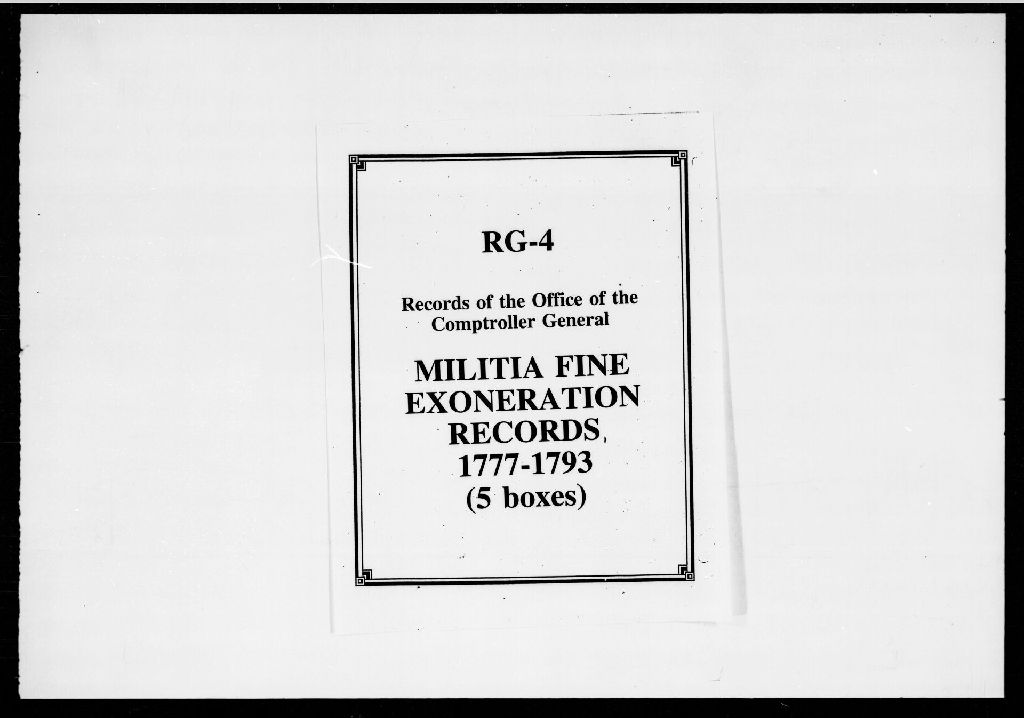 RG-4
Records of the Office of the
Comptroller General
MILITIA FINE
EXONERATION
RECORDS,
1777-1793
(5 boxes)